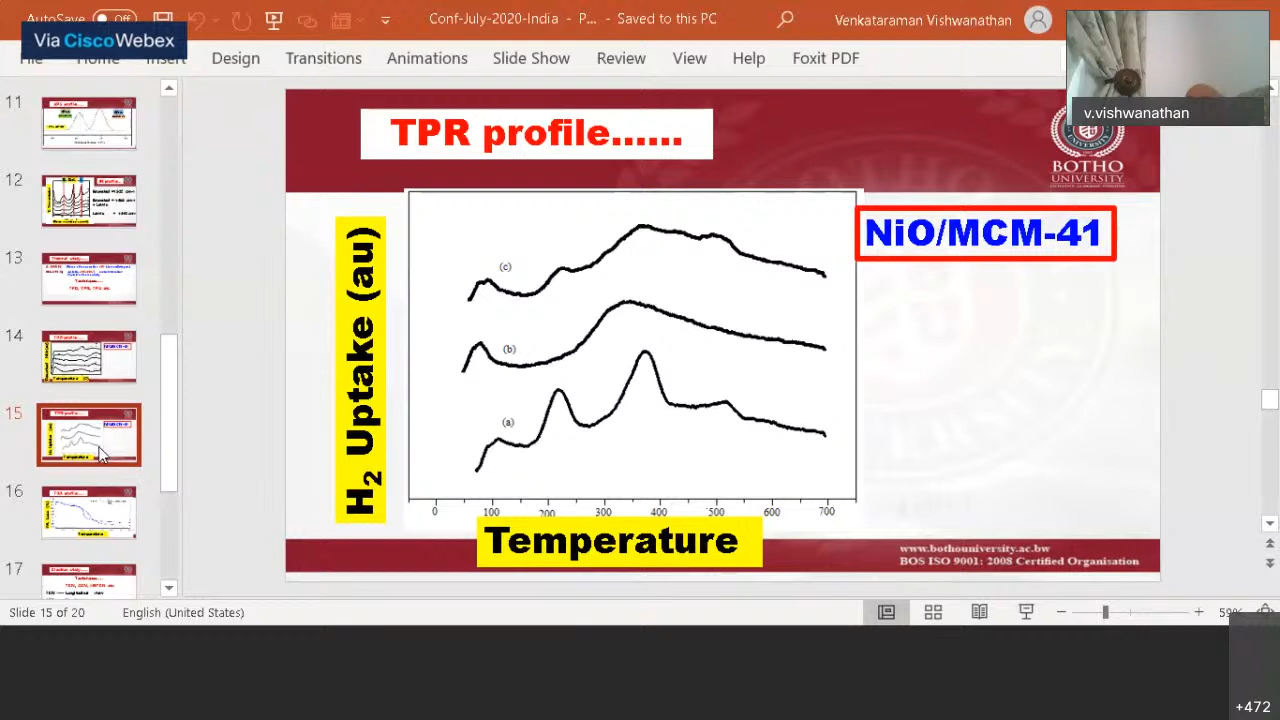 AutoSave Off
Conf-July-2020-India - P... - Saved to this PC
Venkataraman Vishwanathan
Via Cisco Webex
File Home Insert Design Transitions Animations Slide Show Review View Help Foxit PDF
v.vishwanathan
11
12
13
14
15
16
17
TPR profile......
BOTHO
UNIVERSITY
NiO/MCM-41
H₂ Uptake (au)
(c)
(b)
(a)
0 100 200 300 400 500 600 700
Temperature
www.bothouniversity.ac.bw
BOS ISO 9001: 2008 Certified Organisation
Slide 15 of 20
English (United States)
59%
+472